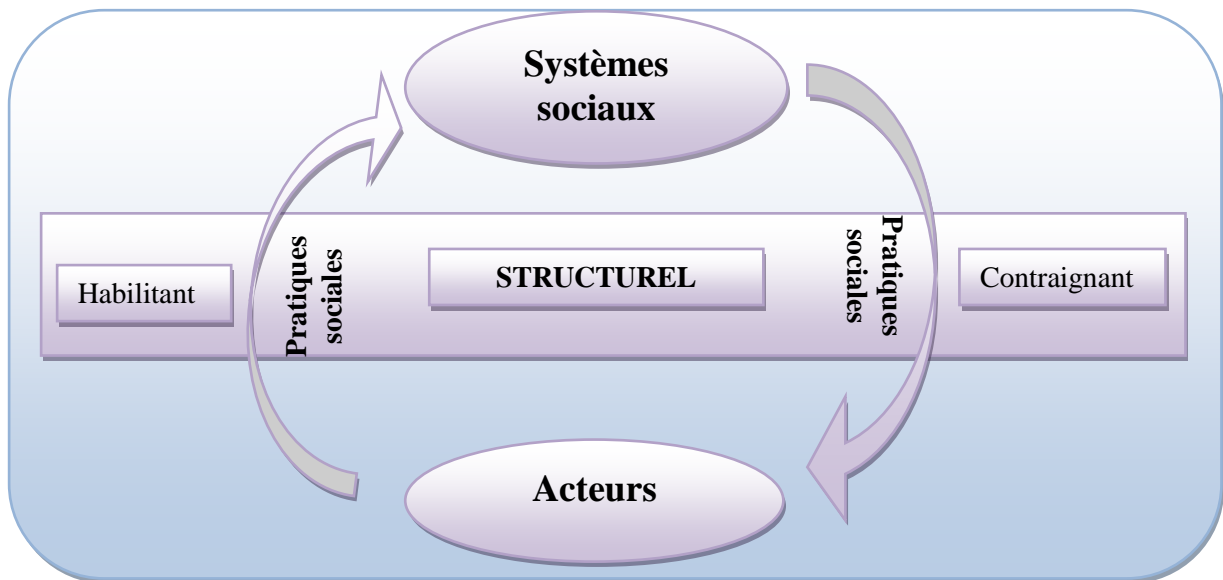 Systèmes
sociaux
Habilitant
Pratiques
sociales
STRUCTUREL
Pratiques
sociales
Contraignant
Acteurs